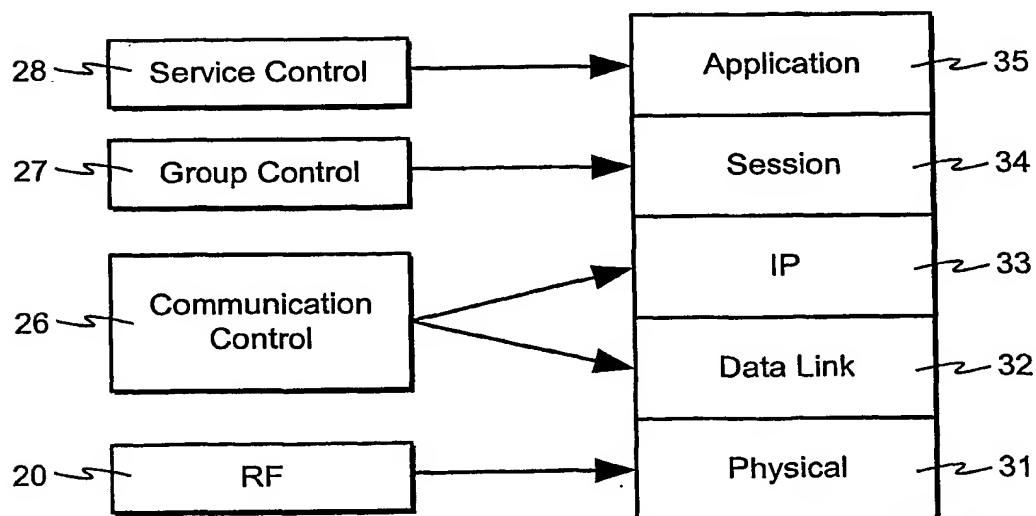 28 Service Control Application 35
27 Group Control Session 34
26 Communication Control IP 33
Data Link 32
20 RF Physical 31